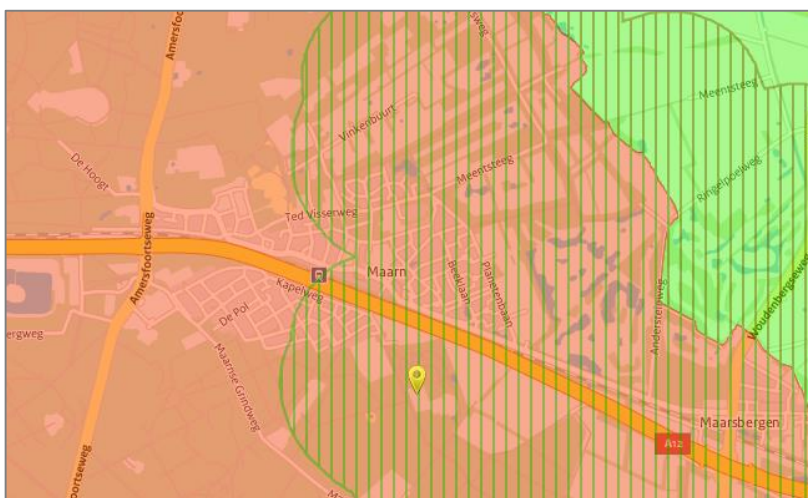 Amersfoortseweg
Meentsteeg
Vinkenbuurt
De Hoogt
Meentsteeg
Ringelpoelweg
Ted Visserweg
Amersfoortseweg
Maarn
Beeklaan
Planetenbaan
Kapelweg
De Pol
Andersteinweg
Woudenbergseweg
Maarnse Grindweg
Maarsbergen
A12